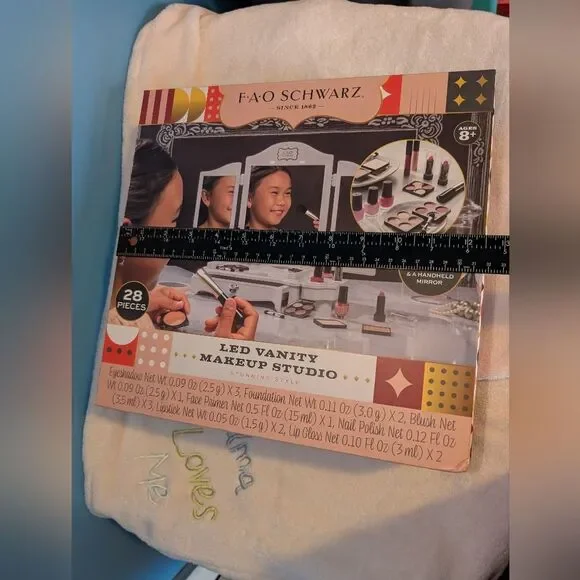 F·A·O SCHWARZ
SINCE 1862
AGES
8+
28
PIECES
& A HANDHELD
MIRROR
LED VANITY
MAKEUP STUDIO
STUNNING STYLE
Eyeshadow Net Wt 0.09 Oz (2.5 g) X 3, Foundation Net Wt 0.11 Oz (3.0 g) X 2, Blush Net
Wt 0.09 Oz (2.5 g) X 1, Face Primer Net 0.5 Fl Oz (15 ml) X 1, Nail Polish Net 0.12 Fl Oz
(3.5 ml) X 3, Lipstick Net Wt 0.05 Oz (1.5 g) X 2, Lip Gloss Net 0.10 Fl Oz (3 ml) X 2
Loves
Me